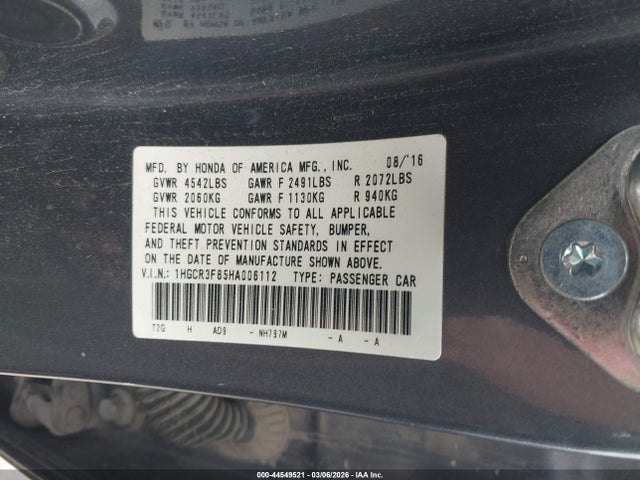 MFD. BY HONDA OF AMERICA MFG., INC. 08/'16
GVWR 4542LBS GAWR F 2491LBS R 2072LBS
GVWR 2060KG GAWR F 1130KG R 940KG
THIS VEHICLE CONFORMS TO ALL APPLICABLE
FEDERAL MOTOR VEHICLE SAFETY, BUMPER,
AND THEFT PREVENTION STANDARDS IN EFFECT
ON THE DATE OF MANUFACTURE SHOWN ABOVE.
V.I.N.: 1HGCR3F85HA006112 TYPE: PASSENGER CAR
T2G H AD9 - NH797M - A - A
000-44549521 - 03/06/2026 - IAA Inc.